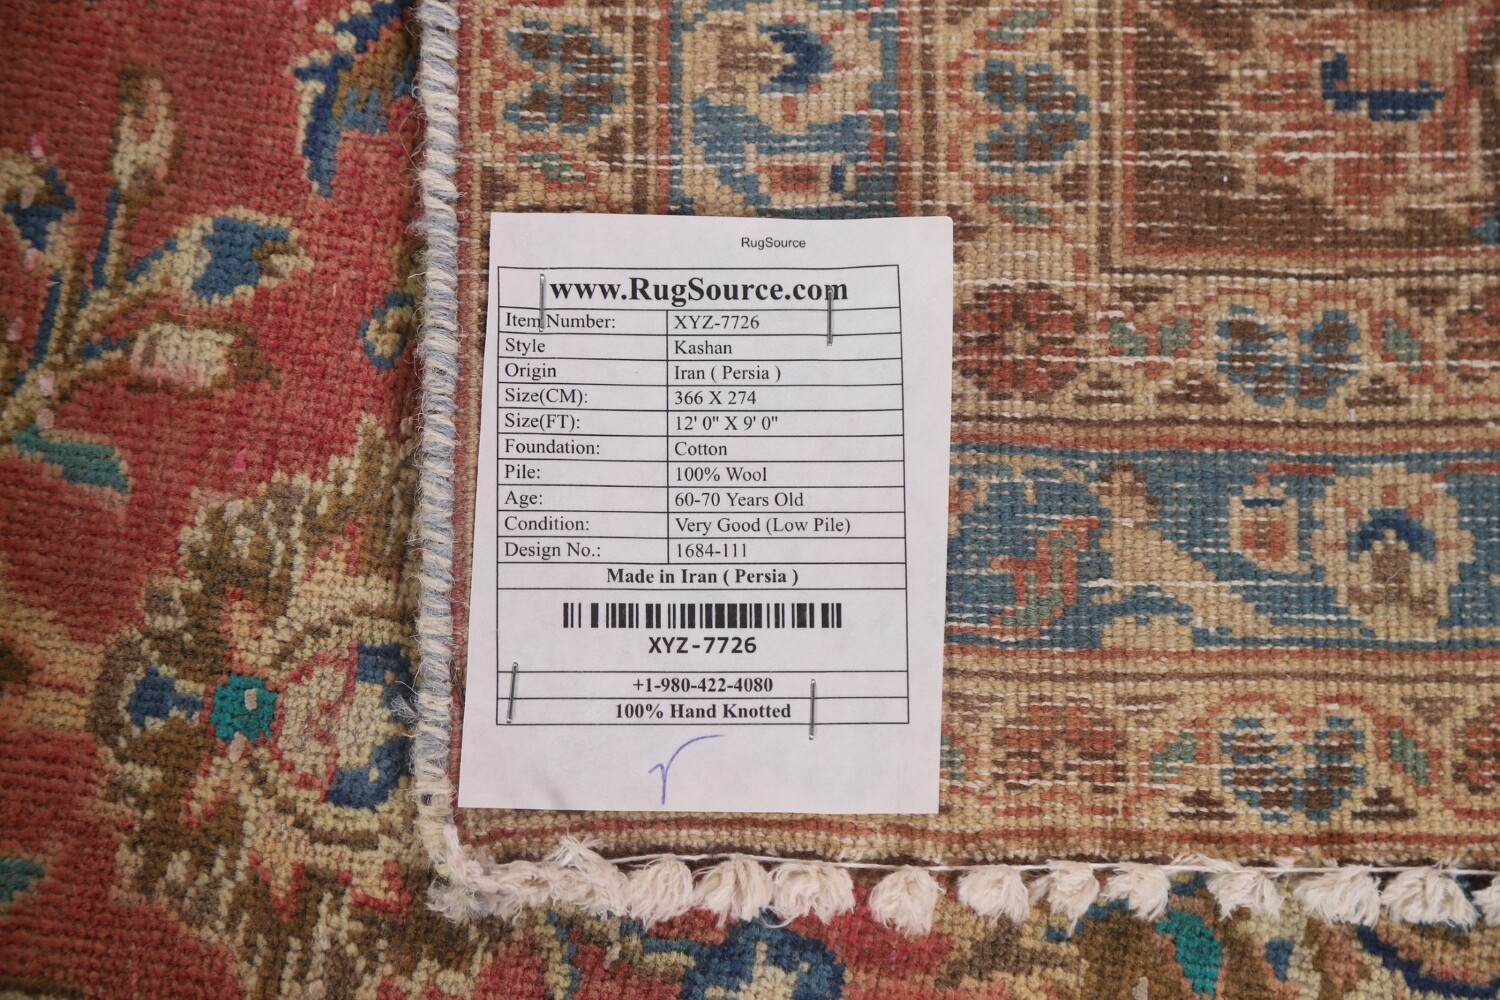 RugSource
www.RugSource.com
Item Number: XYZ-7726
Style Kashan
Origin Iran ( Persia )
Size(CM): 366 X 274
Size(FT): 12' 0" X 9' 0"
Foundation: Cotton
Pile: 100% Wool
Age: 60-70 Years Old
Condition: Very Good (Low Pile)
Design No.: 1684-111
Made in Iran ( Persia )
XYZ-7726
+1-980-422-4080
100% Hand Knotted